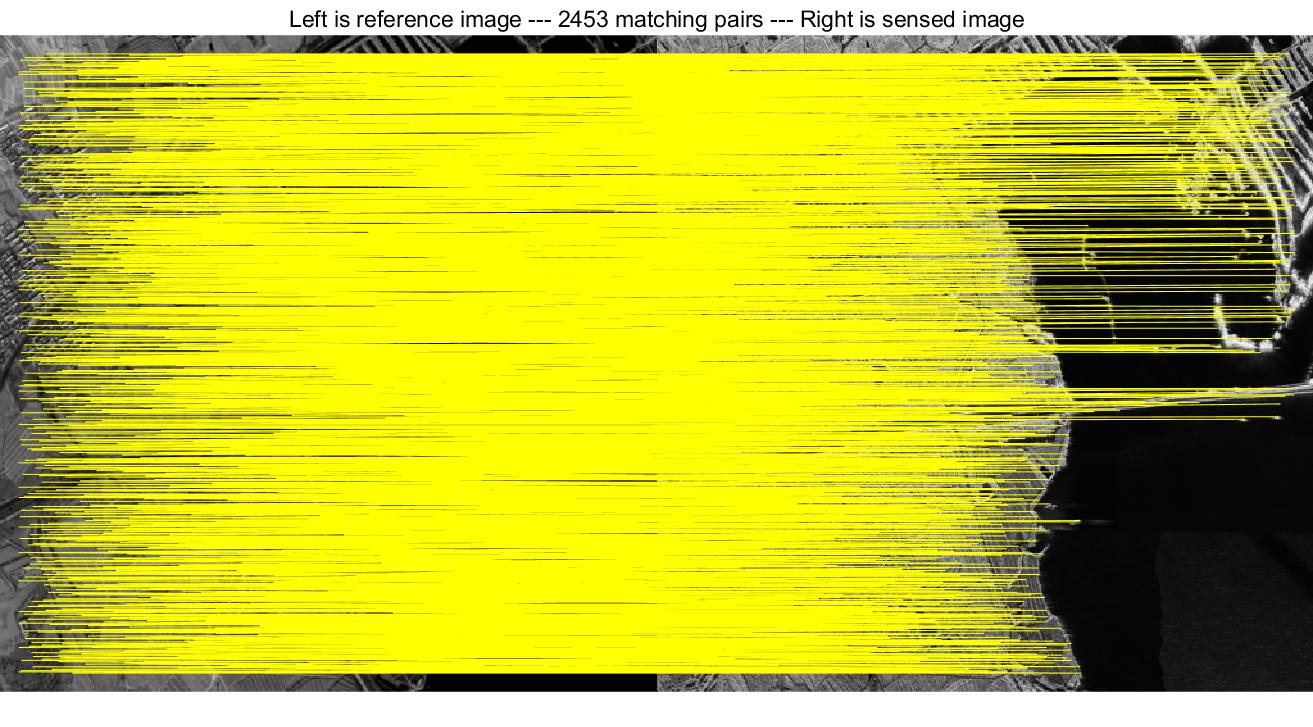 Left is reference image --- 2453 matching pairs --- Right is sensed image